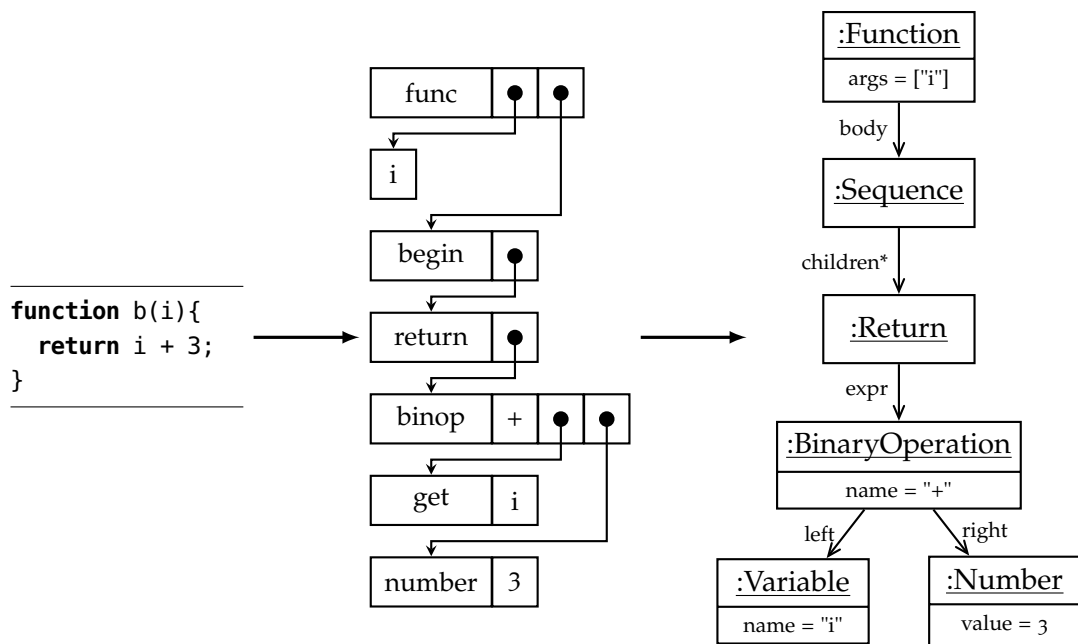 function b(i){
  return i + 3;
}
func
i
begin
return
binop +
get i
number 3
:Function
args = ["i"]
body
:Sequence
children*
:Return
expr
:BinaryOperation
name = "+"
left
right
:Variable
name = "i"
:Number
value = 3